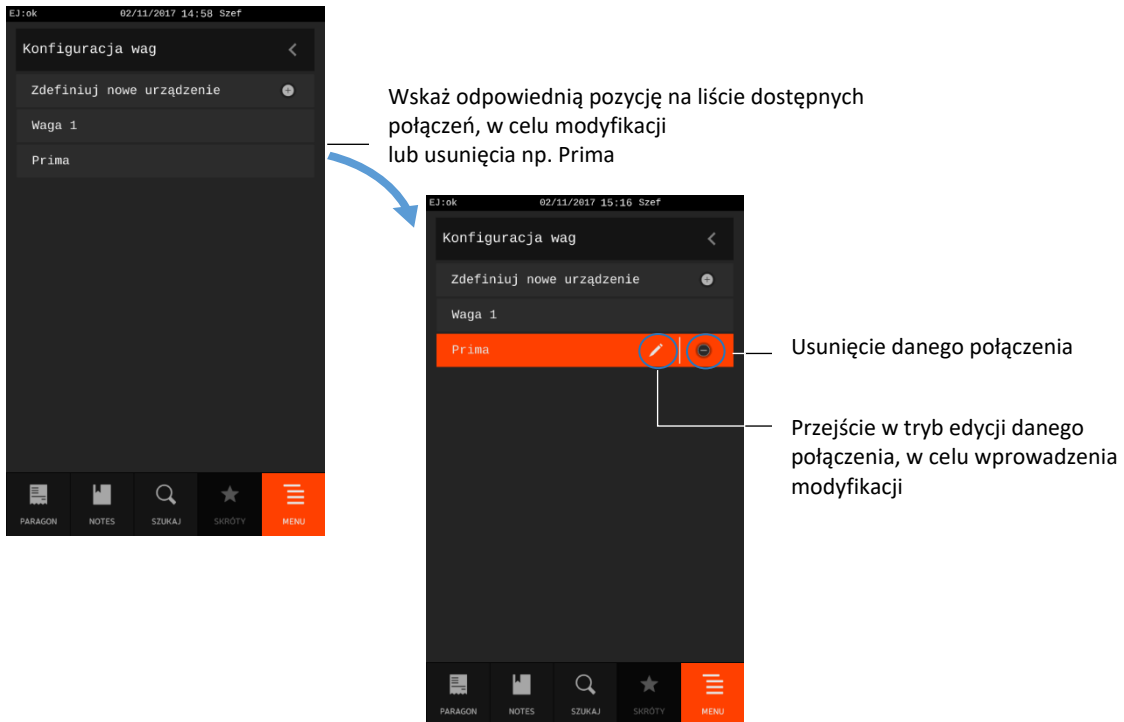 EJ:ok 02/11/2017 14:58 Szef
Konfiguracja wag
Zdefiniuj nowe urządzenie
Waga 1
Prima
PARAGON NOTES SZUKAJ SKRÓTY MENU
Wskaż odpowiednią pozycję na liście dostępnych
połączeń, w celu modyfikacji
lub usunięcia np. Prima
EJ:ok 02/11/2017 15:16 Szef
Konfiguracja wag
Zdefiniuj nowe urządzenie
Waga 1
Prima
PARAGON NOTES SZUKAJ SKRÓTY MENU
Usunięcie danego połączenia
Przejście w tryb edycji danego
połączenia, w celu wprowadzenia
modyfikacji